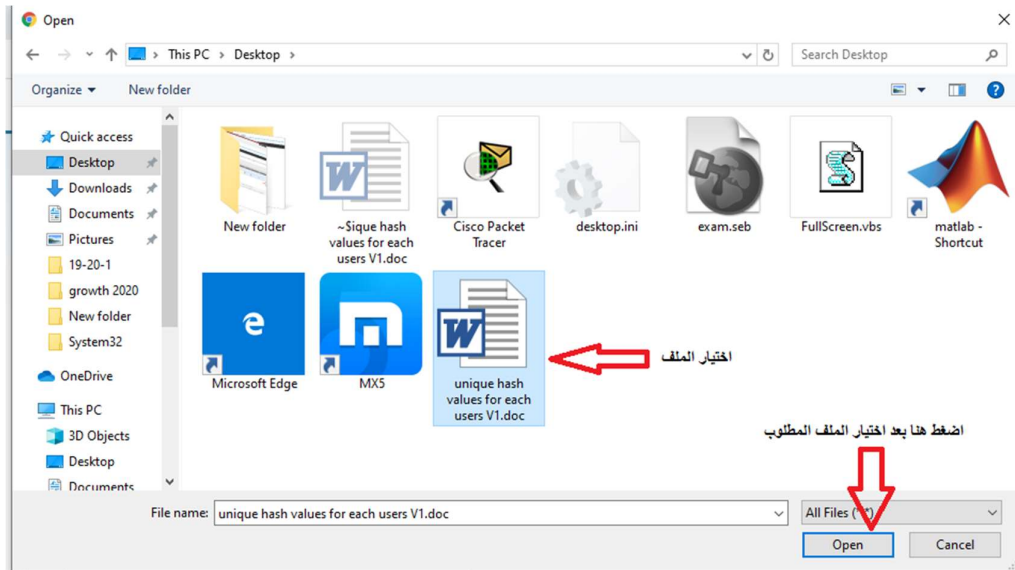 Open
This PC > Desktop >
Search Desktop
Organize
New folder
Quick access
Desktop
Downloads
Documents
Pictures
19-20-1
growth 2020
New folder
System32
OneDrive
This PC
3D Objects
Desktop
Documents
New folder
~$ique hash
values for each
users V1.doc
Cisco Packet
Tracer
desktop.ini
exam.seb
FullScreen.vbs
matlab -
Shortcut
Microsoft Edge
MX5
unique hash
values for each
users V1.doc
اختيار الملف
اضغط هنا بعد اختيار الملف المطلوب
File name:
unique hash values for each users V1.doc
All Files (*.*)
Open
Cancel